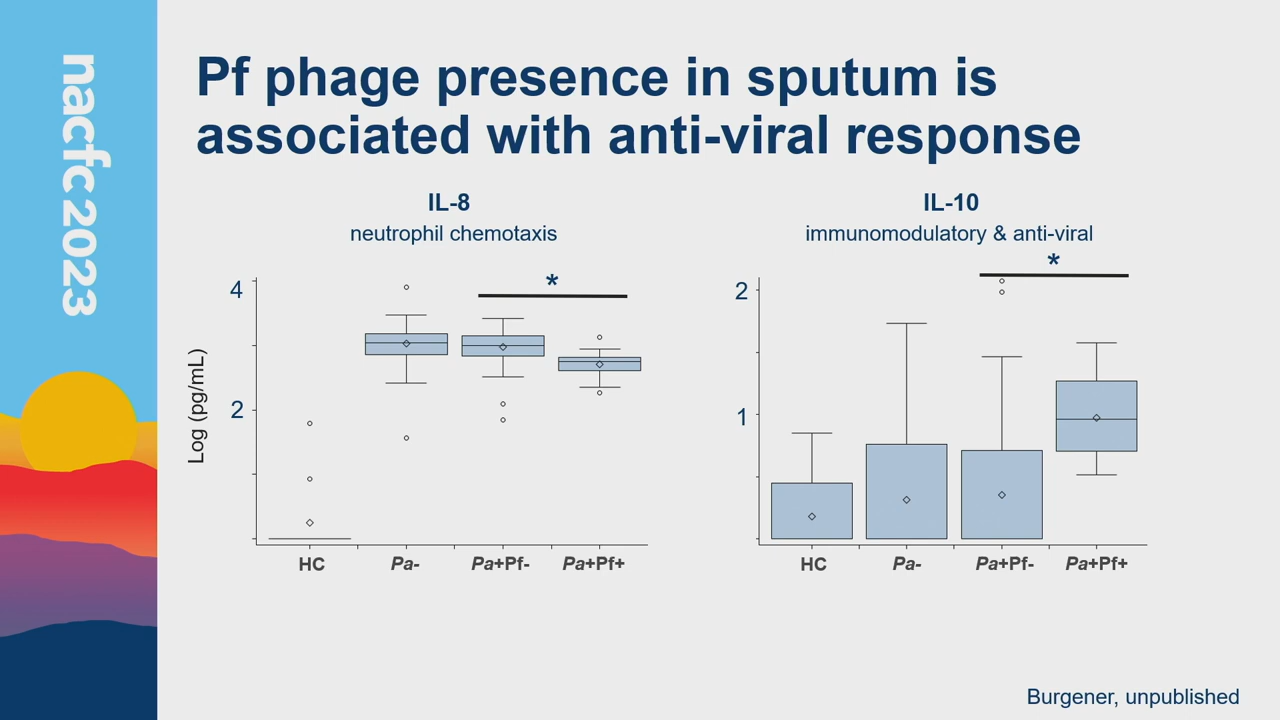 nacfc 2023
Pf phage presence in sputum is
associated with anti-viral response
IL-8
neutrophil chemotaxis
*
4
2
Log (pg/mL)
HC Pa- Pa+Pf- Pa+Pf+
IL-10
immunomodulatory & anti-viral
*
2
1
HC Pa- Pa+Pf- Pa+Pf+
Burgener, unpublished